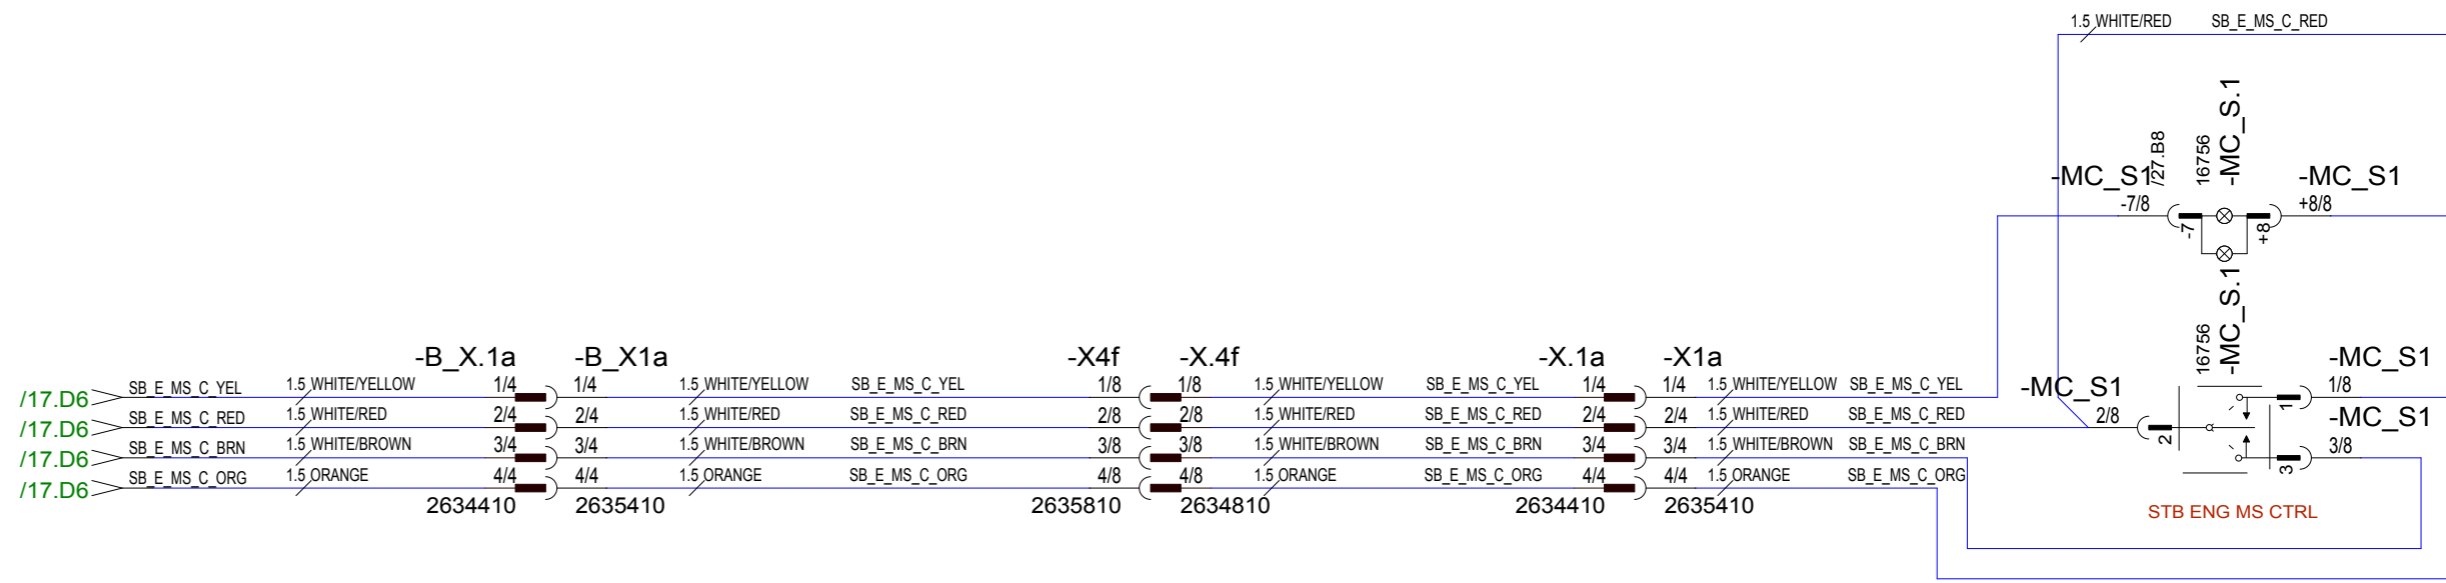 1.5 WHITE/RED SB_E_MS_C_RED
-MC_S.1
16756
/27.B8
-MC_S1 -MC_S1
-7/8 +8/8
-7 +8
-MC_S.1
16756
-B_X.1a -B_X1a -X4f -X.4f -X.1a -X1a -MC_S1
/17.D6 SB_E_MS_C_YEL 1.5 WHITE/YELLOW 1/4 1/4 1.5 WHITE/YELLOW SB_E_MS_C_YEL 1/8 1/8 1.5 WHITE/YELLOW SB_E_MS_C_YEL 1/4 1/4 1.5 WHITE/YELLOW SB_E_MS_C_YEL -MC_S1 1/8
/17.D6 SB_E_MS_C_RED 1.5 WHITE/RED 2/4 2/4 1.5 WHITE/RED SB_E_MS_C_RED 2/8 2/8 1.5 WHITE/RED SB_E_MS_C_RED 2/4 2/4 1.5 WHITE/RED SB_E_MS_C_RED 2/8 2 1 -MC_S1
/17.D6 SB_E_MS_C_BRN 1.5 WHITE/BROWN 3/4 3/4 1.5 WHITE/BROWN SB_E_MS_C_BRN 3/8 3/8 1.5 WHITE/BROWN SB_E_MS_C_BRN 3/4 3/4 1.5 WHITE/BROWN SB_E_MS_C_BRN 3 3/8
/17.D6 SB_E_MS_C_ORG 1.5 ORANGE 4/4 4/4 1.5 ORANGE SB_E_MS_C_ORG 4/8 4/8 1.5 ORANGE SB_E_MS_C_ORG 4/4 4/4 1.5 ORANGE SB_E_MS_C_ORG
2634410 2635410 2635810 2634810 2634410 2635410
STB ENG MS CTRL